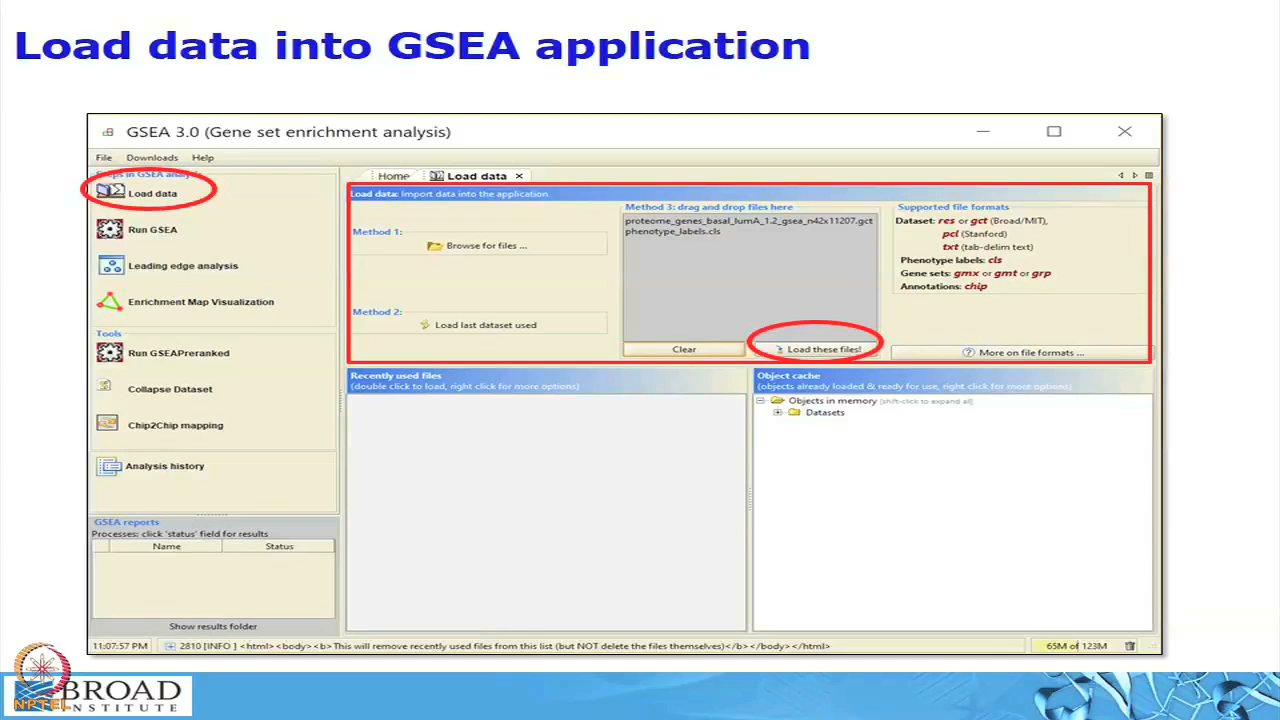 Load data into GSEA application
GSEA 3.0 (Gene set enrichment analysis)
File Downloads Help
Steps in GSEA analysis
Load data
Run GSEA
Leading edge analysis
Enrichment Map Visualization
Tools
Run GSEAPreranked
Collapse Dataset
Chip2Chip mapping
Analysis history
GSEA reports
Processes: click 'status' field for results
Name Status
Show results folder
Home Load data
Load data: Import data into the application
Method 1:
Browse for files ...
Method 2:
Load last dataset used
Method 3: drag and drop files here
proteome_genes_basal_lumA_1.2_gsea_n42x11207.gct
phenotype_labels.cls
Clear
Load these files!
Supported file formats
Dataset: res or gct (Broad/MIT),
pcl (Stanford)
txt (tab-delim text)
Phenotype labels: cls
Gene sets: gmx or gmt or grp
Annotations: chip
More on file formats ...
Recently used files
(double click to load, right click for more options)
Object cache
(objects already loaded & ready for use, right click for more options)
Objects in memory [shift-click to expand all]
Datasets
11:07:57 PM
2810 [INFO ] <html><body><b>This will remove recently used files from this list (but NOT delete the files themselves)</b></body></html>
65M of 123M
BROAD
INSTITUTE
NPTEL